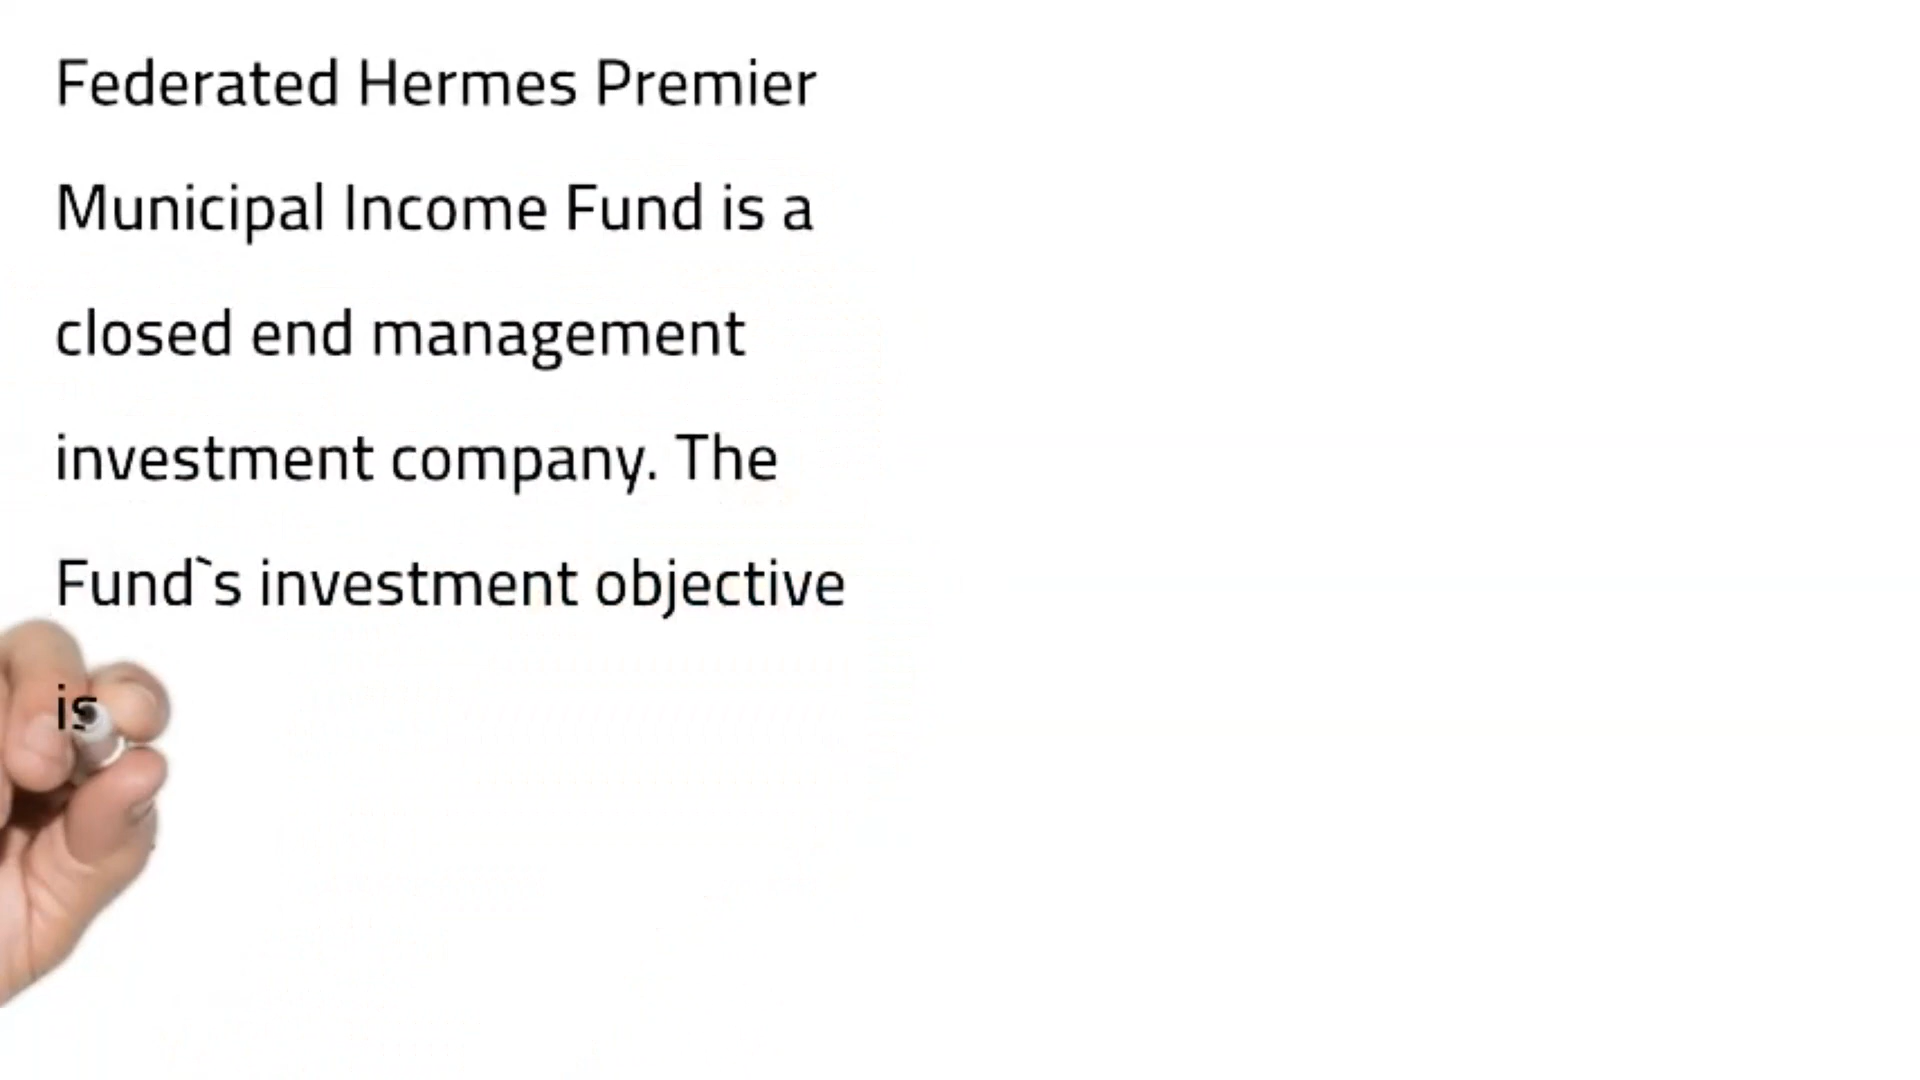 Federated Hermes Premier
Municipal Income Fund is a
closed end management
investment company. The
Fund`s investment objective
is